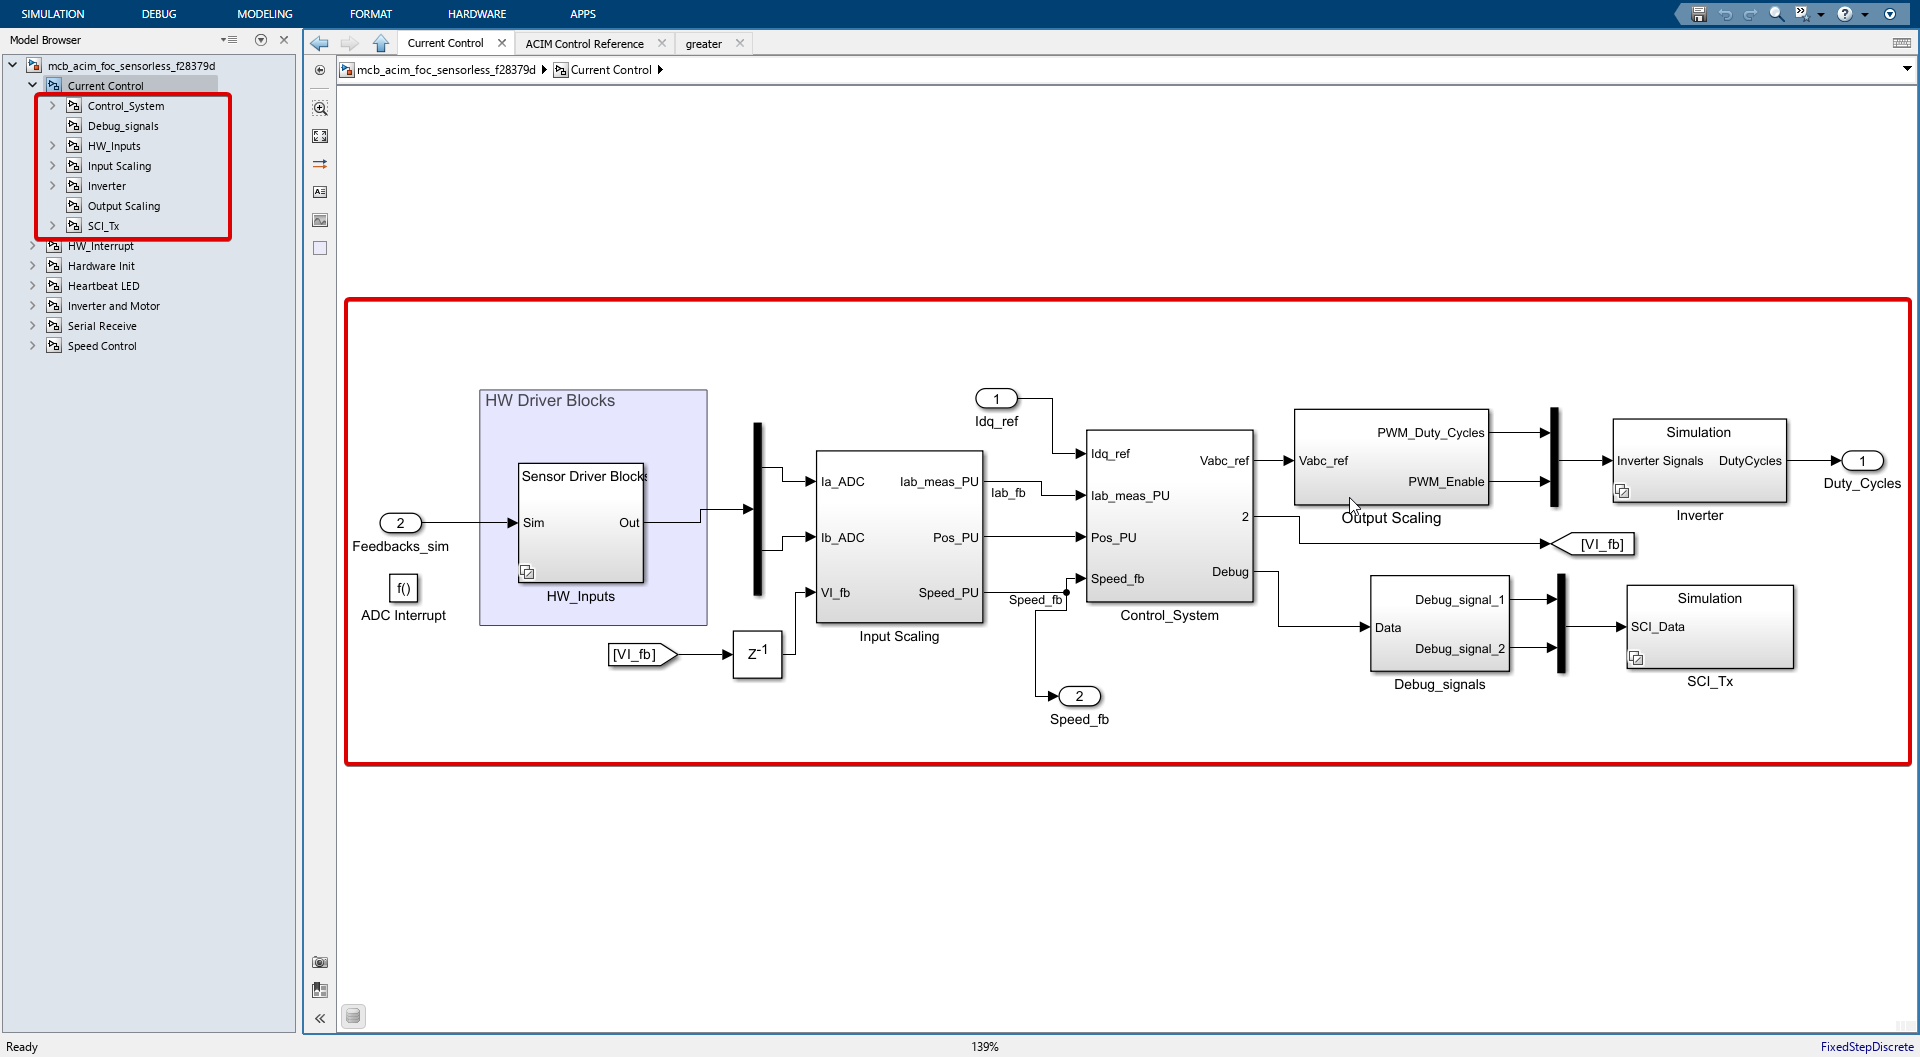 SIMULATION DEBUG MODELING FORMAT HARDWARE APPS
Model Browser
mcb_acim_foc_sensorless_f28379d
Current Control
Control_System
Debug_signals
HW_Inputs
Input Scaling
Inverter
Output Scaling
SCI_Tx
HW_Interrupt
Hardware Init
Heartbeat LED
Inverter and Motor
Serial Receive
Speed Control
Current Control ACIM Control Reference greater
mcb_acim_foc_sensorless_f28379d Current Control
HW Driver Blocks
Sensor Driver Blocks
Sim Out
HW_Inputs
2
Feedbacks_sim
f()
ADC Interrupt
[VI_fb]
Z-1
Ia_ADC Iab_meas_PU
Ib_ADC Pos_PU
VI_fb Speed_PU
Input Scaling
Iab_fb
Speed_fb
1
Idq_ref
2
Speed_fb
Idq_ref Vabc_ref
Iab_meas_PU
2
Pos_PU
Speed_fb Debug
Control_System
PWM_Duty_Cycles
Vabc_ref
PWM_Enable
Output Scaling
Simulation
Inverter Signals DutyCycles
Inverter
1
Duty_Cycles
[VI_fb]
Debug_signal_1
Data
Debug_signal_2
Debug_signals
Simulation
SCI_Data
SCI_Tx
Ready 139% FixedStepDiscrete